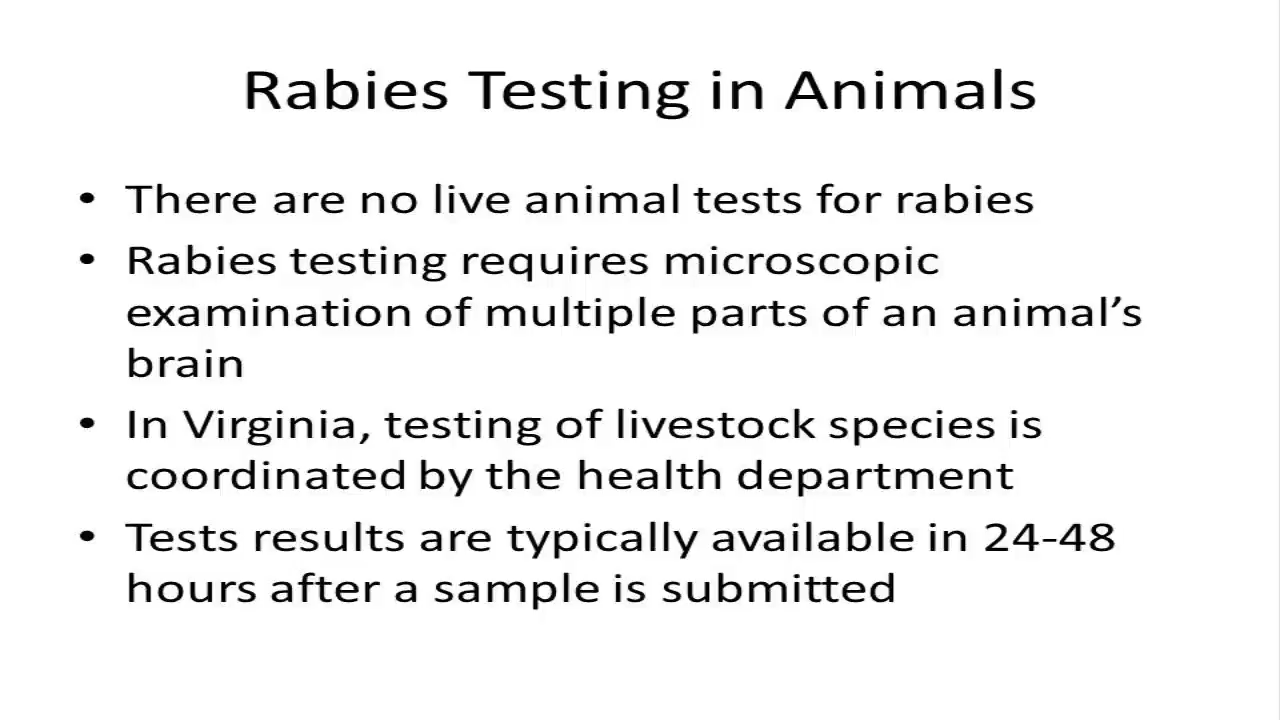 Rabies Testing in Animals
• There are no live animal tests for rabies
• Rabies testing requires microscopic
examination of multiple parts of an animal’s
brain
• In Virginia, testing of livestock species is
coordinated by the health department
• Tests results are typically available in 24-48
hours after a sample is submitted